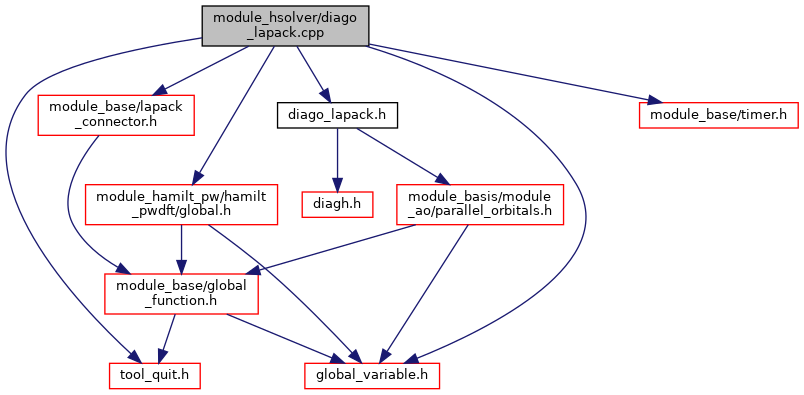 module_hsolver/diago
_lapack.cpp
module_base/lapack
_connector.h
diago_lapack.h
module_base/timer.h
module_hamilt_pw/hamilt
_pwdft/global.h
diagh.h
module_basis/module
_ao/parallel_orbitals.h
module_base/global
_function.h
tool_quit.h
global_variable.h